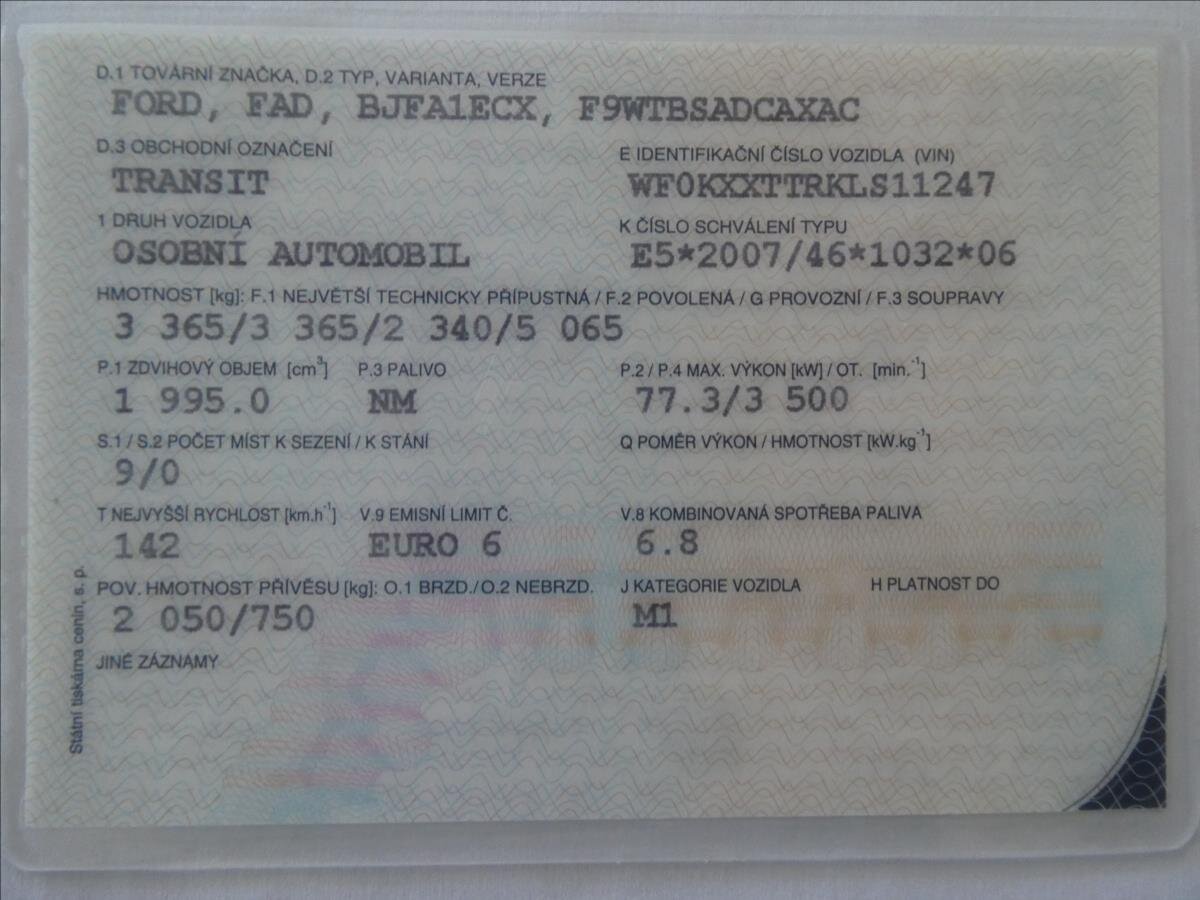 D.1 TOVÁRNÍ ZNAČKA, D.2 TYP, VARIANTA, VERZE
FORD, FAD, BJFA1ECX, F9WTBSADCAXAC
D.3 OBCHODNÍ OZNAČENÍ E IDENTIFIKAČNÍ ČÍSLO VOZIDLA (VIN)
TRANSIT WF0KXXTTRKLS11247
1 DRUH VOZIDLA K ČÍSLO SCHVÁLENÍ TYPU
OSOBNÍ AUTOMOBIL E5*2007/46*1032*06
HMOTNOST [kg]: F.1 NEJVĚTŠÍ TECHNICKY PŘÍPUSTNÁ / F.2 POVOLENÁ / G PROVOZNÍ / F.3 SOUPRAVY
3 365/3 365/2 340/5 065
P.1 ZDVIHOVÝ OBJEM [cm³] P.3 PALIVO P.2 / P.4 MAX. VÝKON [kW] / OT. [min.⁻¹]
1 995.0 NM 77.3/3 500
S.1 / S.2 POČET MÍST K SEZENÍ / K STÁNÍ Q POMĚR VÝKON / HMOTNOST [kW.kg⁻¹]
9/0
T NEJVYŠŠÍ RYCHLOST [km.h⁻¹] V.9 EMISNÍ LIMIT Č. V.8 KOMBINOVANÁ SPOTŘEBA PALIVA
142 EURO 6 6.8
POV. HMOTNOST PŘÍVĚSU [kg]: O.1 BRZD./O.2 NEBRZD. J KATEGORIE VOZIDLA H PLATNOST DO
2 050/750 M1
JINÉ ZÁZNAMY
Státní tiskárna cenin, s. p.